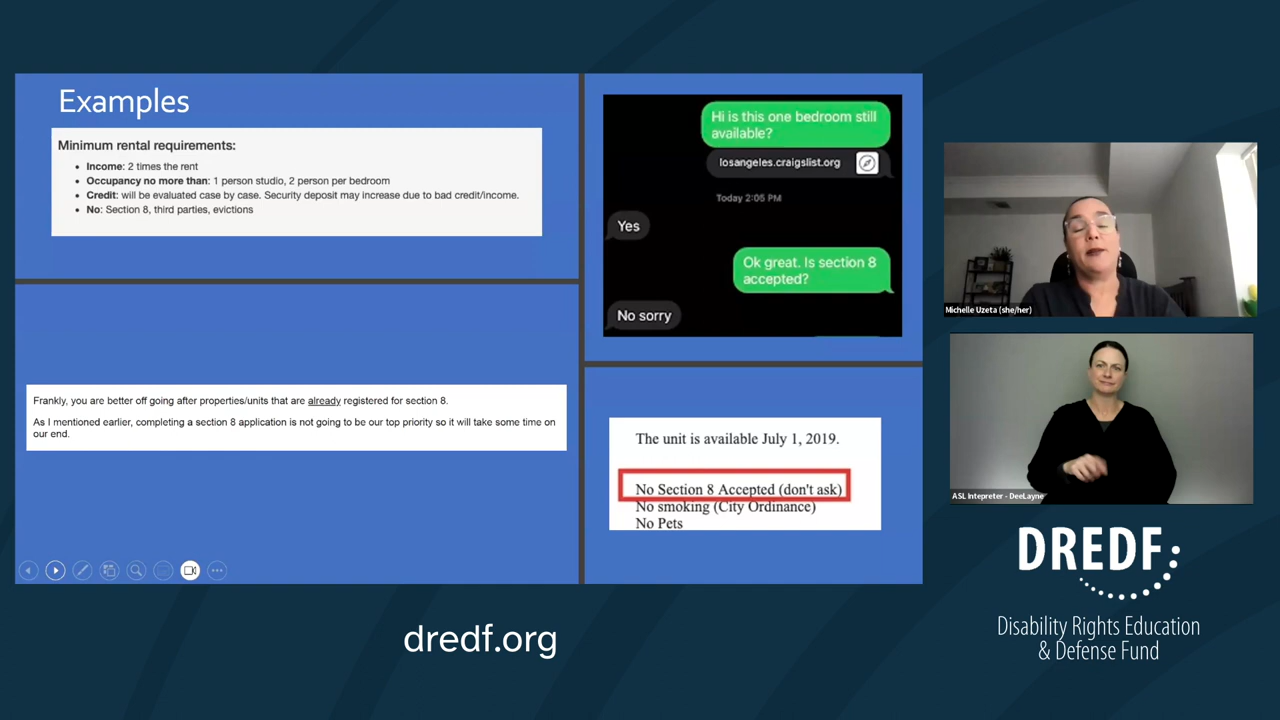 Examples
Minimum rental requirements:
• Income: 2 times the rent
• Occupancy no more than: 1 person studio, 2 person per bedroom
• Credit: will be evaluated case by case. Security deposit may increase due to bad credit/income.
• No: Section 8, third parties, evictions
Frankly, you are better off going after properties/units that are already registered for section 8.
As I mentioned earlier, completing a section 8 application is not going to be our top priority so it will take some time on
our end.
Hi is this one bedroom still
available?
losangeles.craigslist.org
Today 2:05 PM
Yes
Ok great. Is section 8
accepted?
No sorry
The unit is available July 1, 2019.
No Section 8 Accepted (don't ask)
No smoking (City Ordinance)
No Pets
Michelle Uzeta (she/her)
ASL Intepreter - DeeLayne
DREDF
Disability Rights Education
& Defense Fund
dredf.org